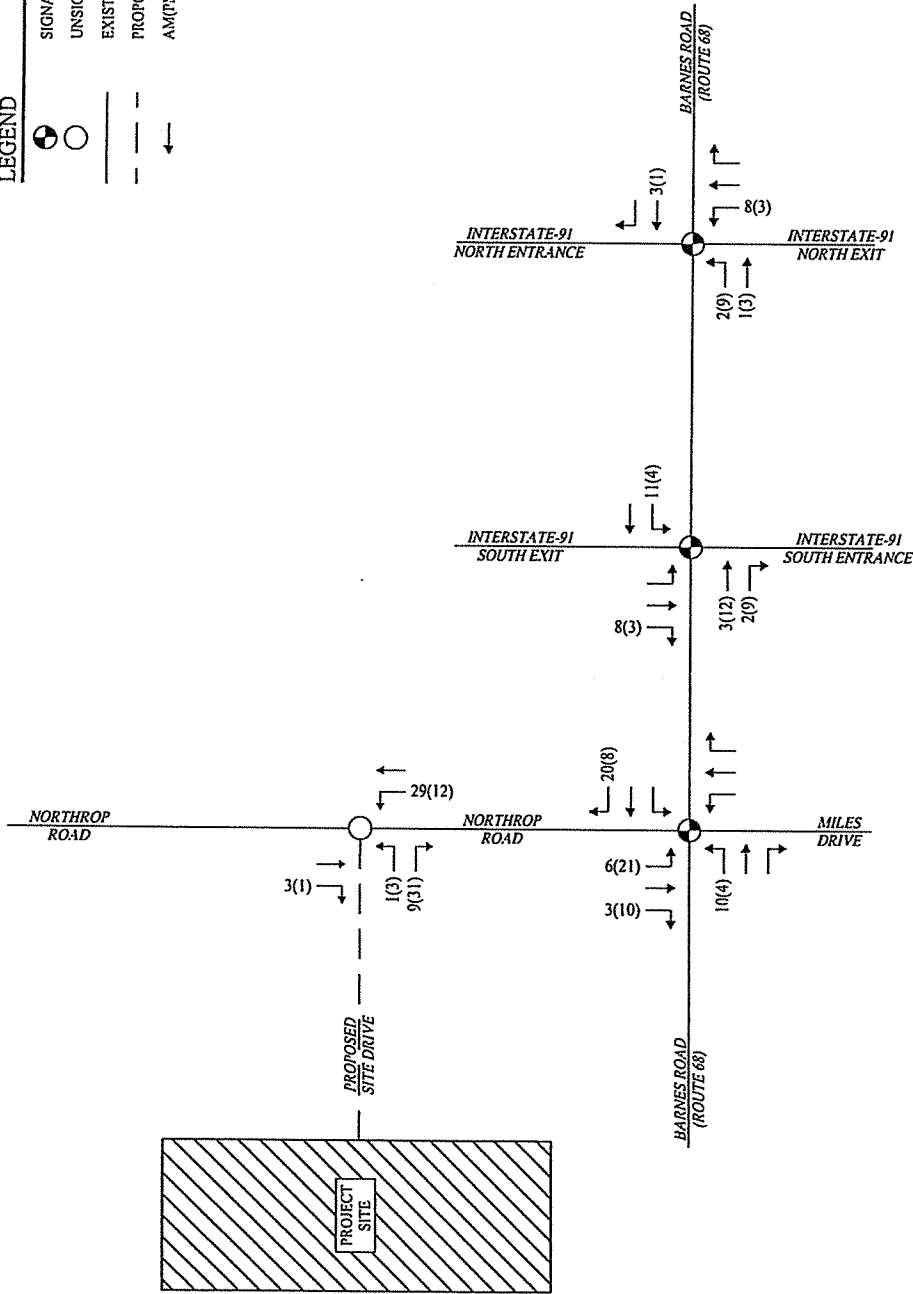 LEGEND
SIGNA
UNSIG
EXIST
PROPO
AM(P
BARNES ROAD
(ROUTE 68)
3(1)
INTERSTATE-91
NORTH ENTRANCE
INTERSTATE-91
NORTH EXIT
8(3)
2(9)
1(3)
11(4)
INTERSTATE-91
SOUTH EXIT
INTERSTATE-91
SOUTH ENTRANCE
8(3)
3(12)
2(9)
NORTHROP
ROAD
29(12)
NORTHROP
ROAD
20(8)
MILES
DRIVE
3(1)
1(3)
9(31)
6(21)
3(10)
10(4)
PROPOSED
SITE DRIVE
BARNES ROAD
(ROUTE 68)
PROJECT
SITE